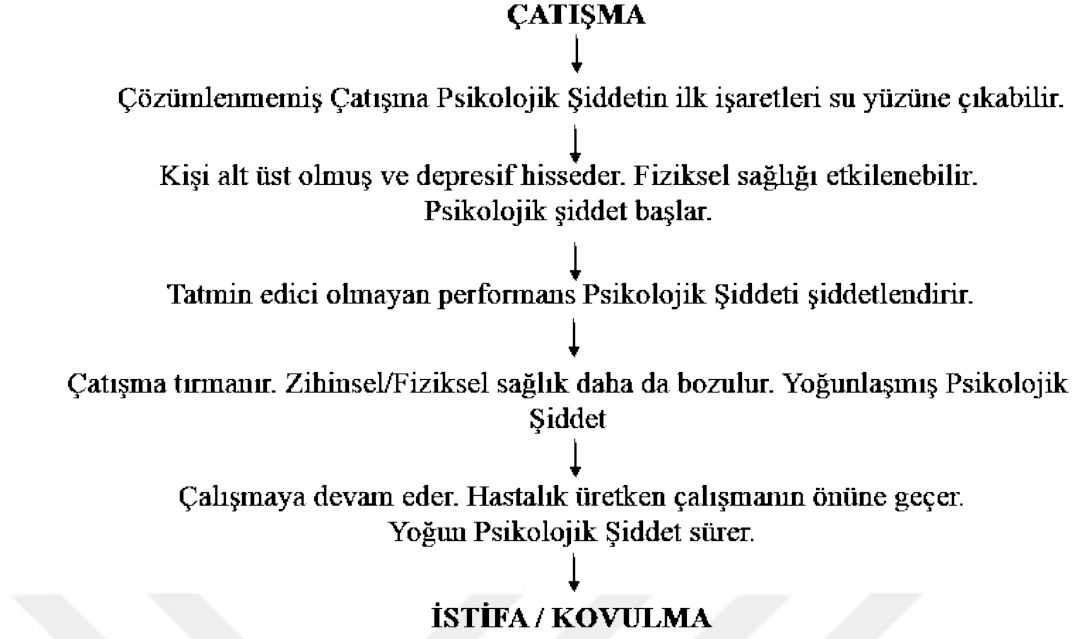 ÇATIŞMA
Çözümlenmemiş Çatışma Psikolojik Şiddetin ilk işaretleri su yüzüne çıkabilir.
Kişi alt üst olmuş ve depresif hisseder. Fiziksel sağlığı etkilenebilir.
Psikolojik şiddet başlar.
Tatmin edici olmayan performans Psikolojik Şiddeti şiddetlendirir.
Çatışma tırmanır. Zihinsel/Fiziksel sağlık daha da bozulur. Yoğunlaşmış Psikolojik
Şiddet
Çalışmaya devam eder. Hastalık üretken çalışmanın önüne geçer.
Yoğun Psikolojik Şiddet sürer.
İSTİFA / KOVULMA